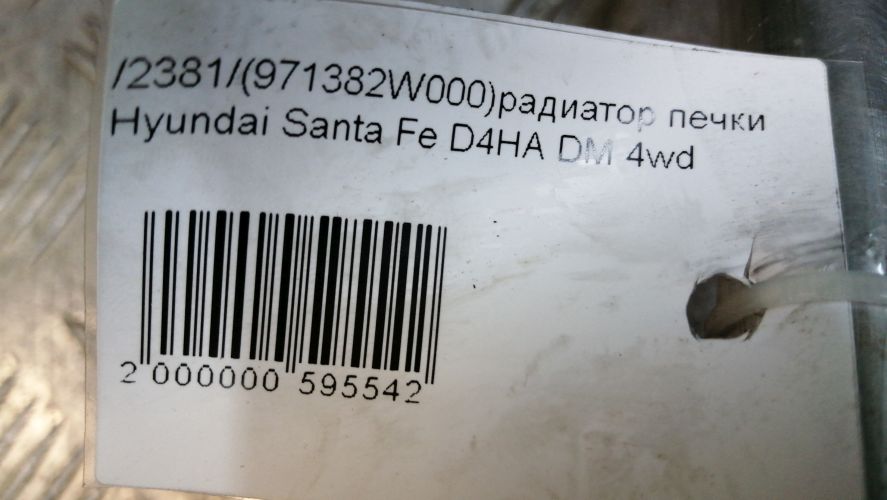 /2381/(971382W000)радиатор печки
Hyundai Santa Fe D4HA DM 4wd
2 000000 595542